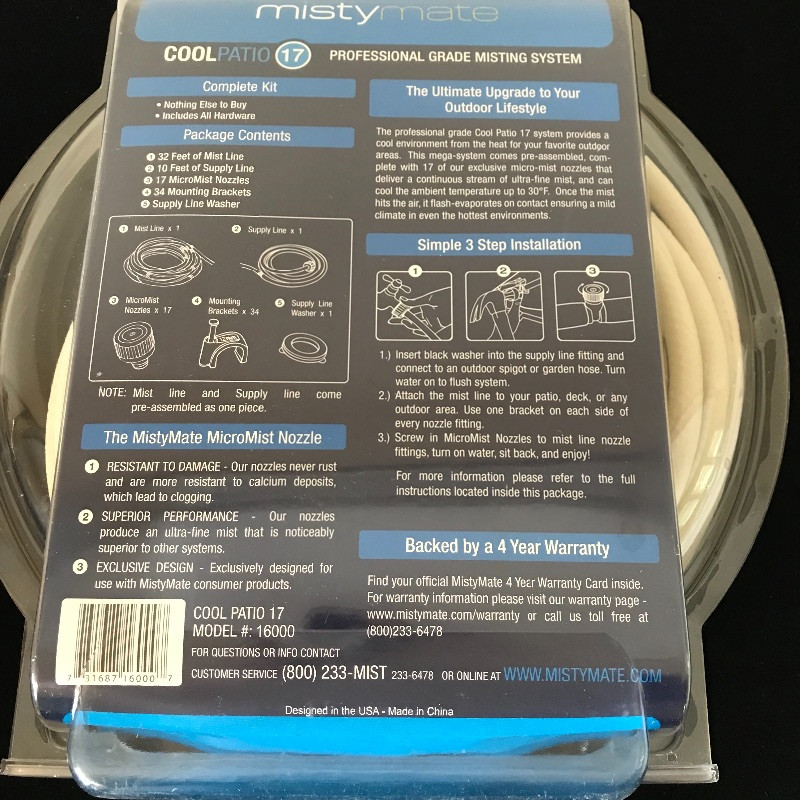 mistymate
COOLPATIO 17 PROFESSIONAL GRADE MISTING SYSTEM
Complete Kit
• Nothing Else to Buy
• Includes All Hardware
Package Contents
1 32 Feet of Mist Line
2 10 Feet of Supply Line
3 17 MicroMist Nozzles
4 34 Mounting Brackets
5 Supply Line Washer
1 Mist Line x 1
2 Supply Line x 1
3 MicroMist
Nozzles x 17
4 Mounting
Brackets x 34
5 Supply Line
Washer x 1
NOTE: Mist line and Supply line come
pre-assembled as one piece.
The MistyMate MicroMist Nozzle
1 RESISTANT TO DAMAGE - Our nozzles never rust
and are more resistant to calcium deposits,
which lead to clogging.
2 SUPERIOR PERFORMANCE - Our nozzles
produce an ultra-fine mist that is noticeably
superior to other systems.
3 EXCLUSIVE DESIGN - Exclusively designed for
use with MistyMate consumer products.
The Ultimate Upgrade to Your
Outdoor Lifestyle
The professional grade Cool Patio 17 system provides a
cool environment from the heat for your favorite outdoor
areas. This mega-system comes pre-assembled, com-
plete with 17 of our exclusive micro-mist nozzles that
deliver a continuous stream of ultra-fine mist, and can
cool the ambient temperature up to 30°F. Once the mist
hits the air, it flash-evaporates on contact ensuring a mild
climate in even the hottest environments.
Simple 3 Step Installation
1 2 3
1.) Insert black washer into the supply line fitting and
connect to an outdoor spigot or garden hose. Turn
water on to flush system.
2.) Attach the mist line to your patio, deck, or any
outdoor area. Use one bracket on each side of
every nozzle fitting.
3.) Screw in MicroMist Nozzles to mist line nozzle
fittings, turn on water, sit back, and enjoy!
For more information please refer to the full
instructions located inside this package.
Backed by a 4 Year Warranty
Find your official MistyMate 4 Year Warranty Card inside.
For warranty information please visit our warranty page -
www.mistymate.com/warranty or call us toll free at
(800)233-6478
7 31687 16000 7
COOL PATIO 17
MODEL #: 16000
FOR QUESTIONS OR INFO CONTACT
CUSTOMER SERVICE (800) 233-MIST 233-6478 OR ONLINE AT WWW.MISTYMATE.COM
Designed in the USA - Made in China